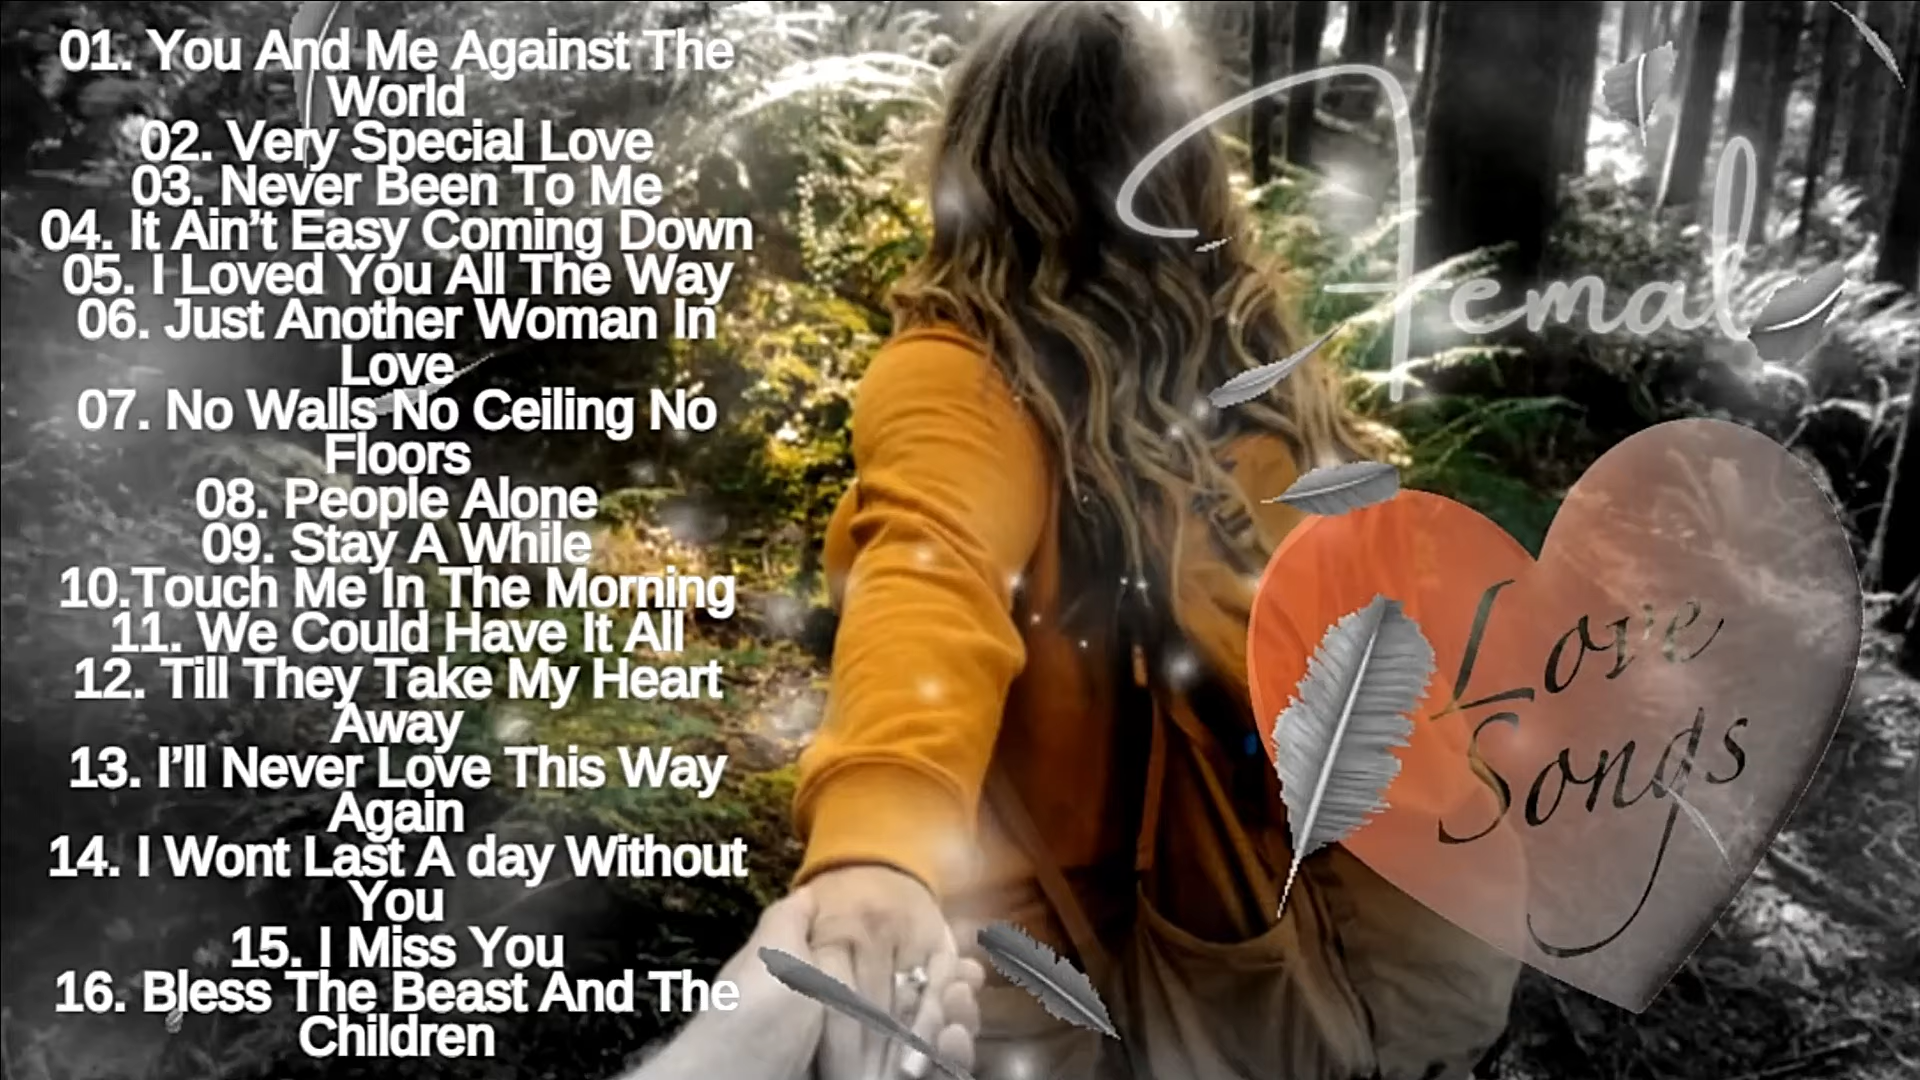 01. You And Me Against The
World
02. Very Special Love
03. Never Been To Me
04. It Ain’t Easy Coming Down
05. I Loved You All The Way
06. Just Another Woman In
Love
07. No Walls No Ceiling No
Floors
08. People Alone
09. Stay A While
10.Touch Me In The Morning
11. We Could Have It All
12. Till They Take My Heart
Away
13. I’ll Never Love This Way
Again
14. I Wont Last A day Without
You
15. I Miss You
16. Bless The Beast And The
Children
Femal
Love
Songs